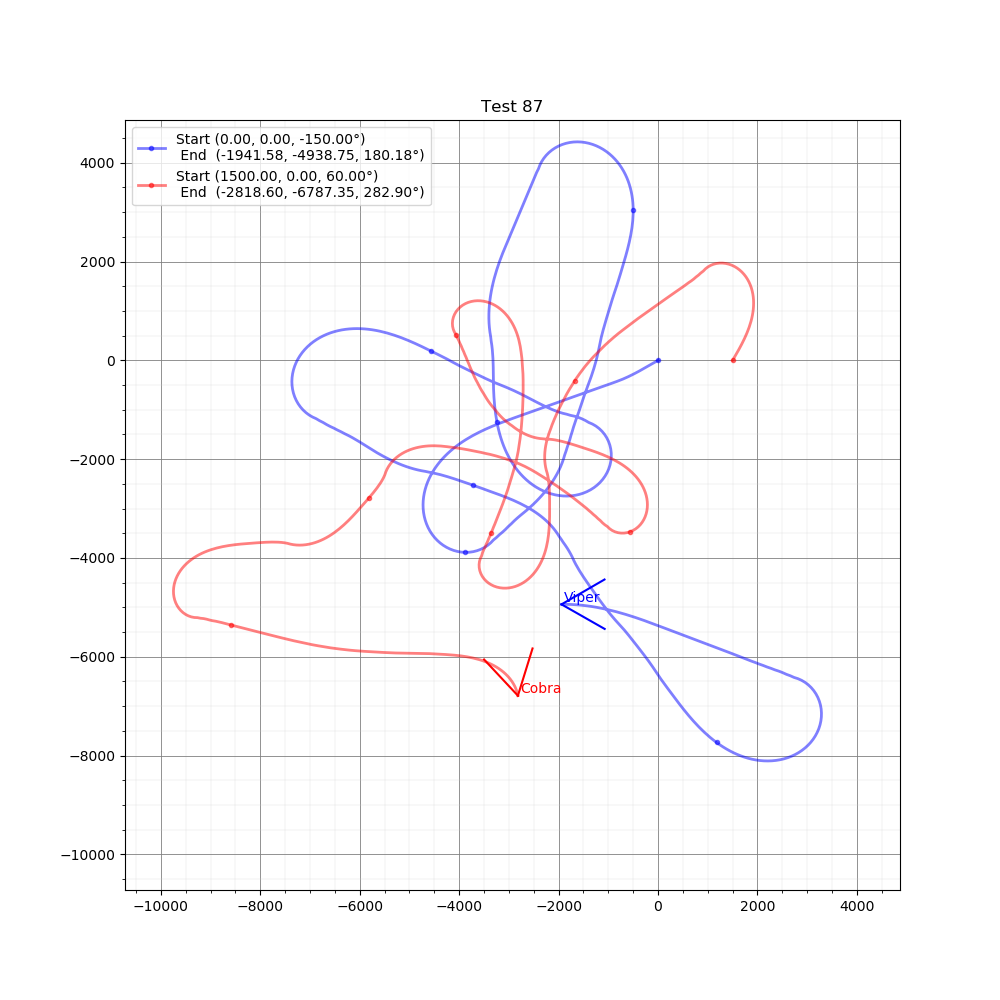 Test 87
Start (0.00, 0.00, -150.00°)
End (-1941.58, -4938.75, 180.18°)
Start (1500.00, 0.00, 60.00°)
End (-2818.60, -6787.35, 282.90°)
4000
2000
0
−2000
−4000
−6000
−8000
−10000
Viper
Cobra
−10000 −8000 −6000 −4000 −2000 0 2000 4000